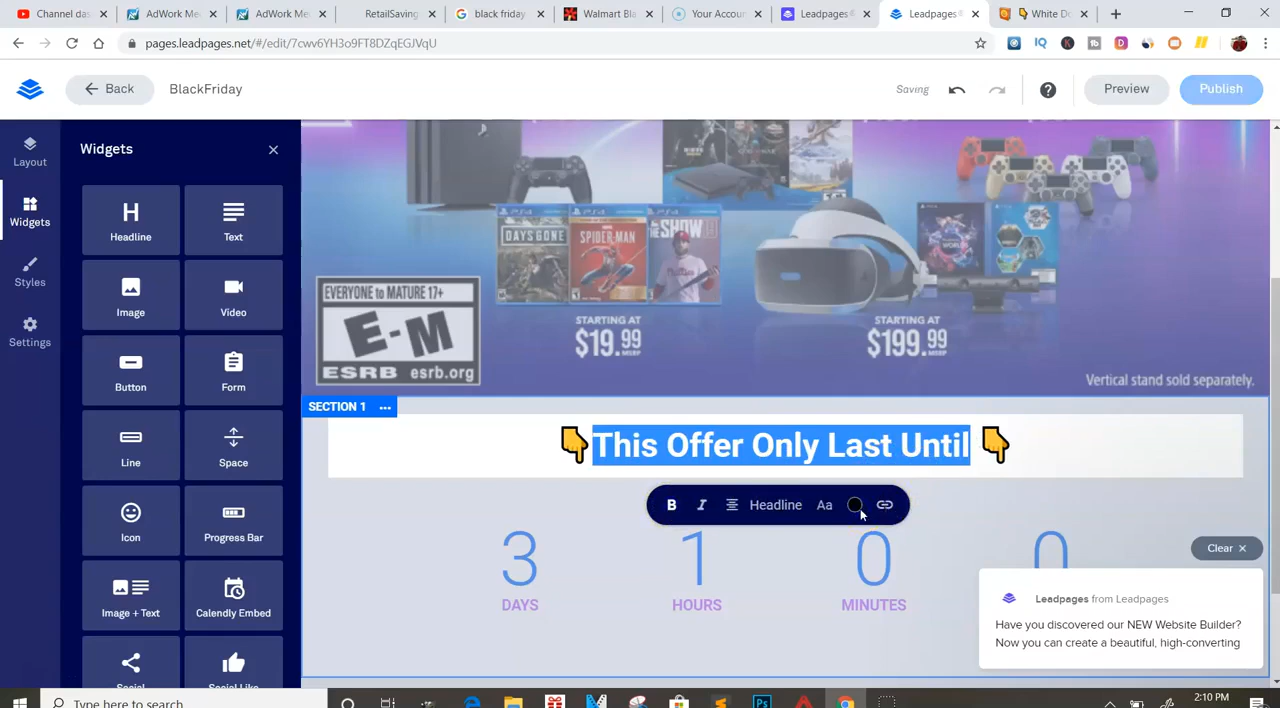 Channel das
AdWork Me
AdWork Me
RetailSaving
black friday
Walmart Bla
Your Accou
Leadpages
Leadpages
White Do
pages.leadpages.net/#/edit/7cwv6YH3o9FT8DZqEGJVqU
Back
BlackFriday
Saving
Preview
Publish
Layout
Widgets
Styles
Settings
Widgets
Headline
Text
Image
Video
Button
Form
Line
Space
Icon
Progress Bar
Image + Text
Calendly Embed
DAYS GONE
SPIDER-MAN
THE SHOW
EVERYONE to MATURE 17+
E-M
ESRB esrb.org
STARTING AT
$19.99
MSRP
STARTING AT
$199.99
MSRP
Vertical stand sold separately.
SECTION 1 •••
👇This Offer Only Last Until 👇
B I Headline Aa
3 1 0 0
DAYS HOURS MINUTES
Clear ×
Leadpages from Leadpages
Have you discovered our NEW Website Builder?
Now you can create a beautiful, high-converting
Type here to search
2:10 PM